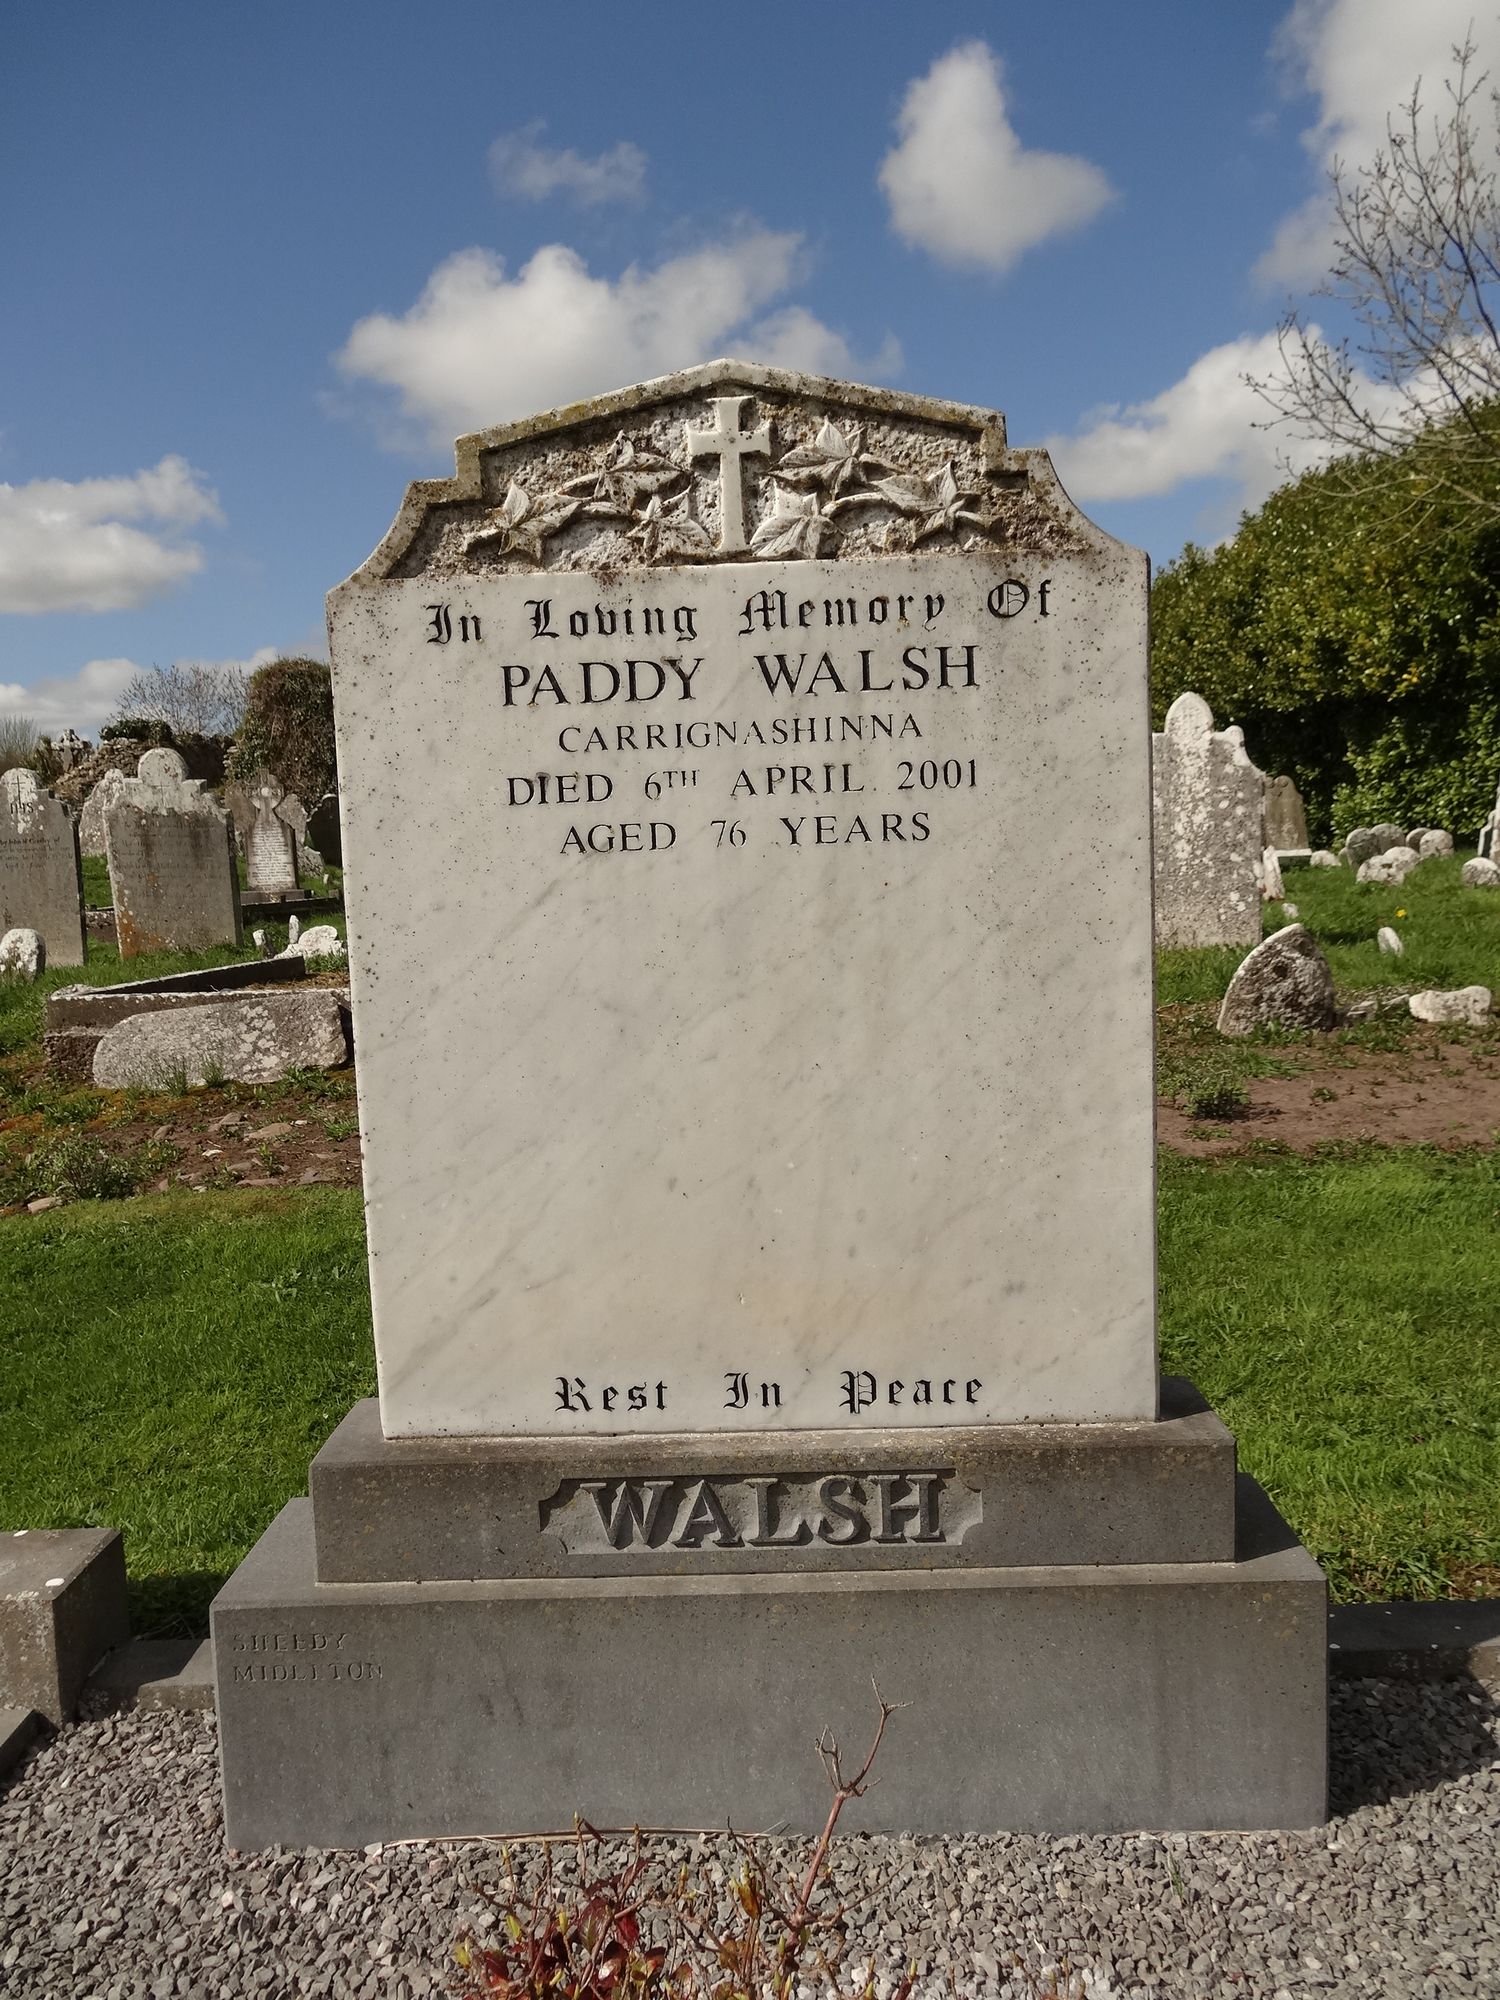 In Loving Memory Of
PADDY WALSH
CARRIGNASHINNA
DIED 6TH APRIL 2001
AGED 76 YEARS
Rest In Peace
WALSH
SHEEDY
MIDLETON